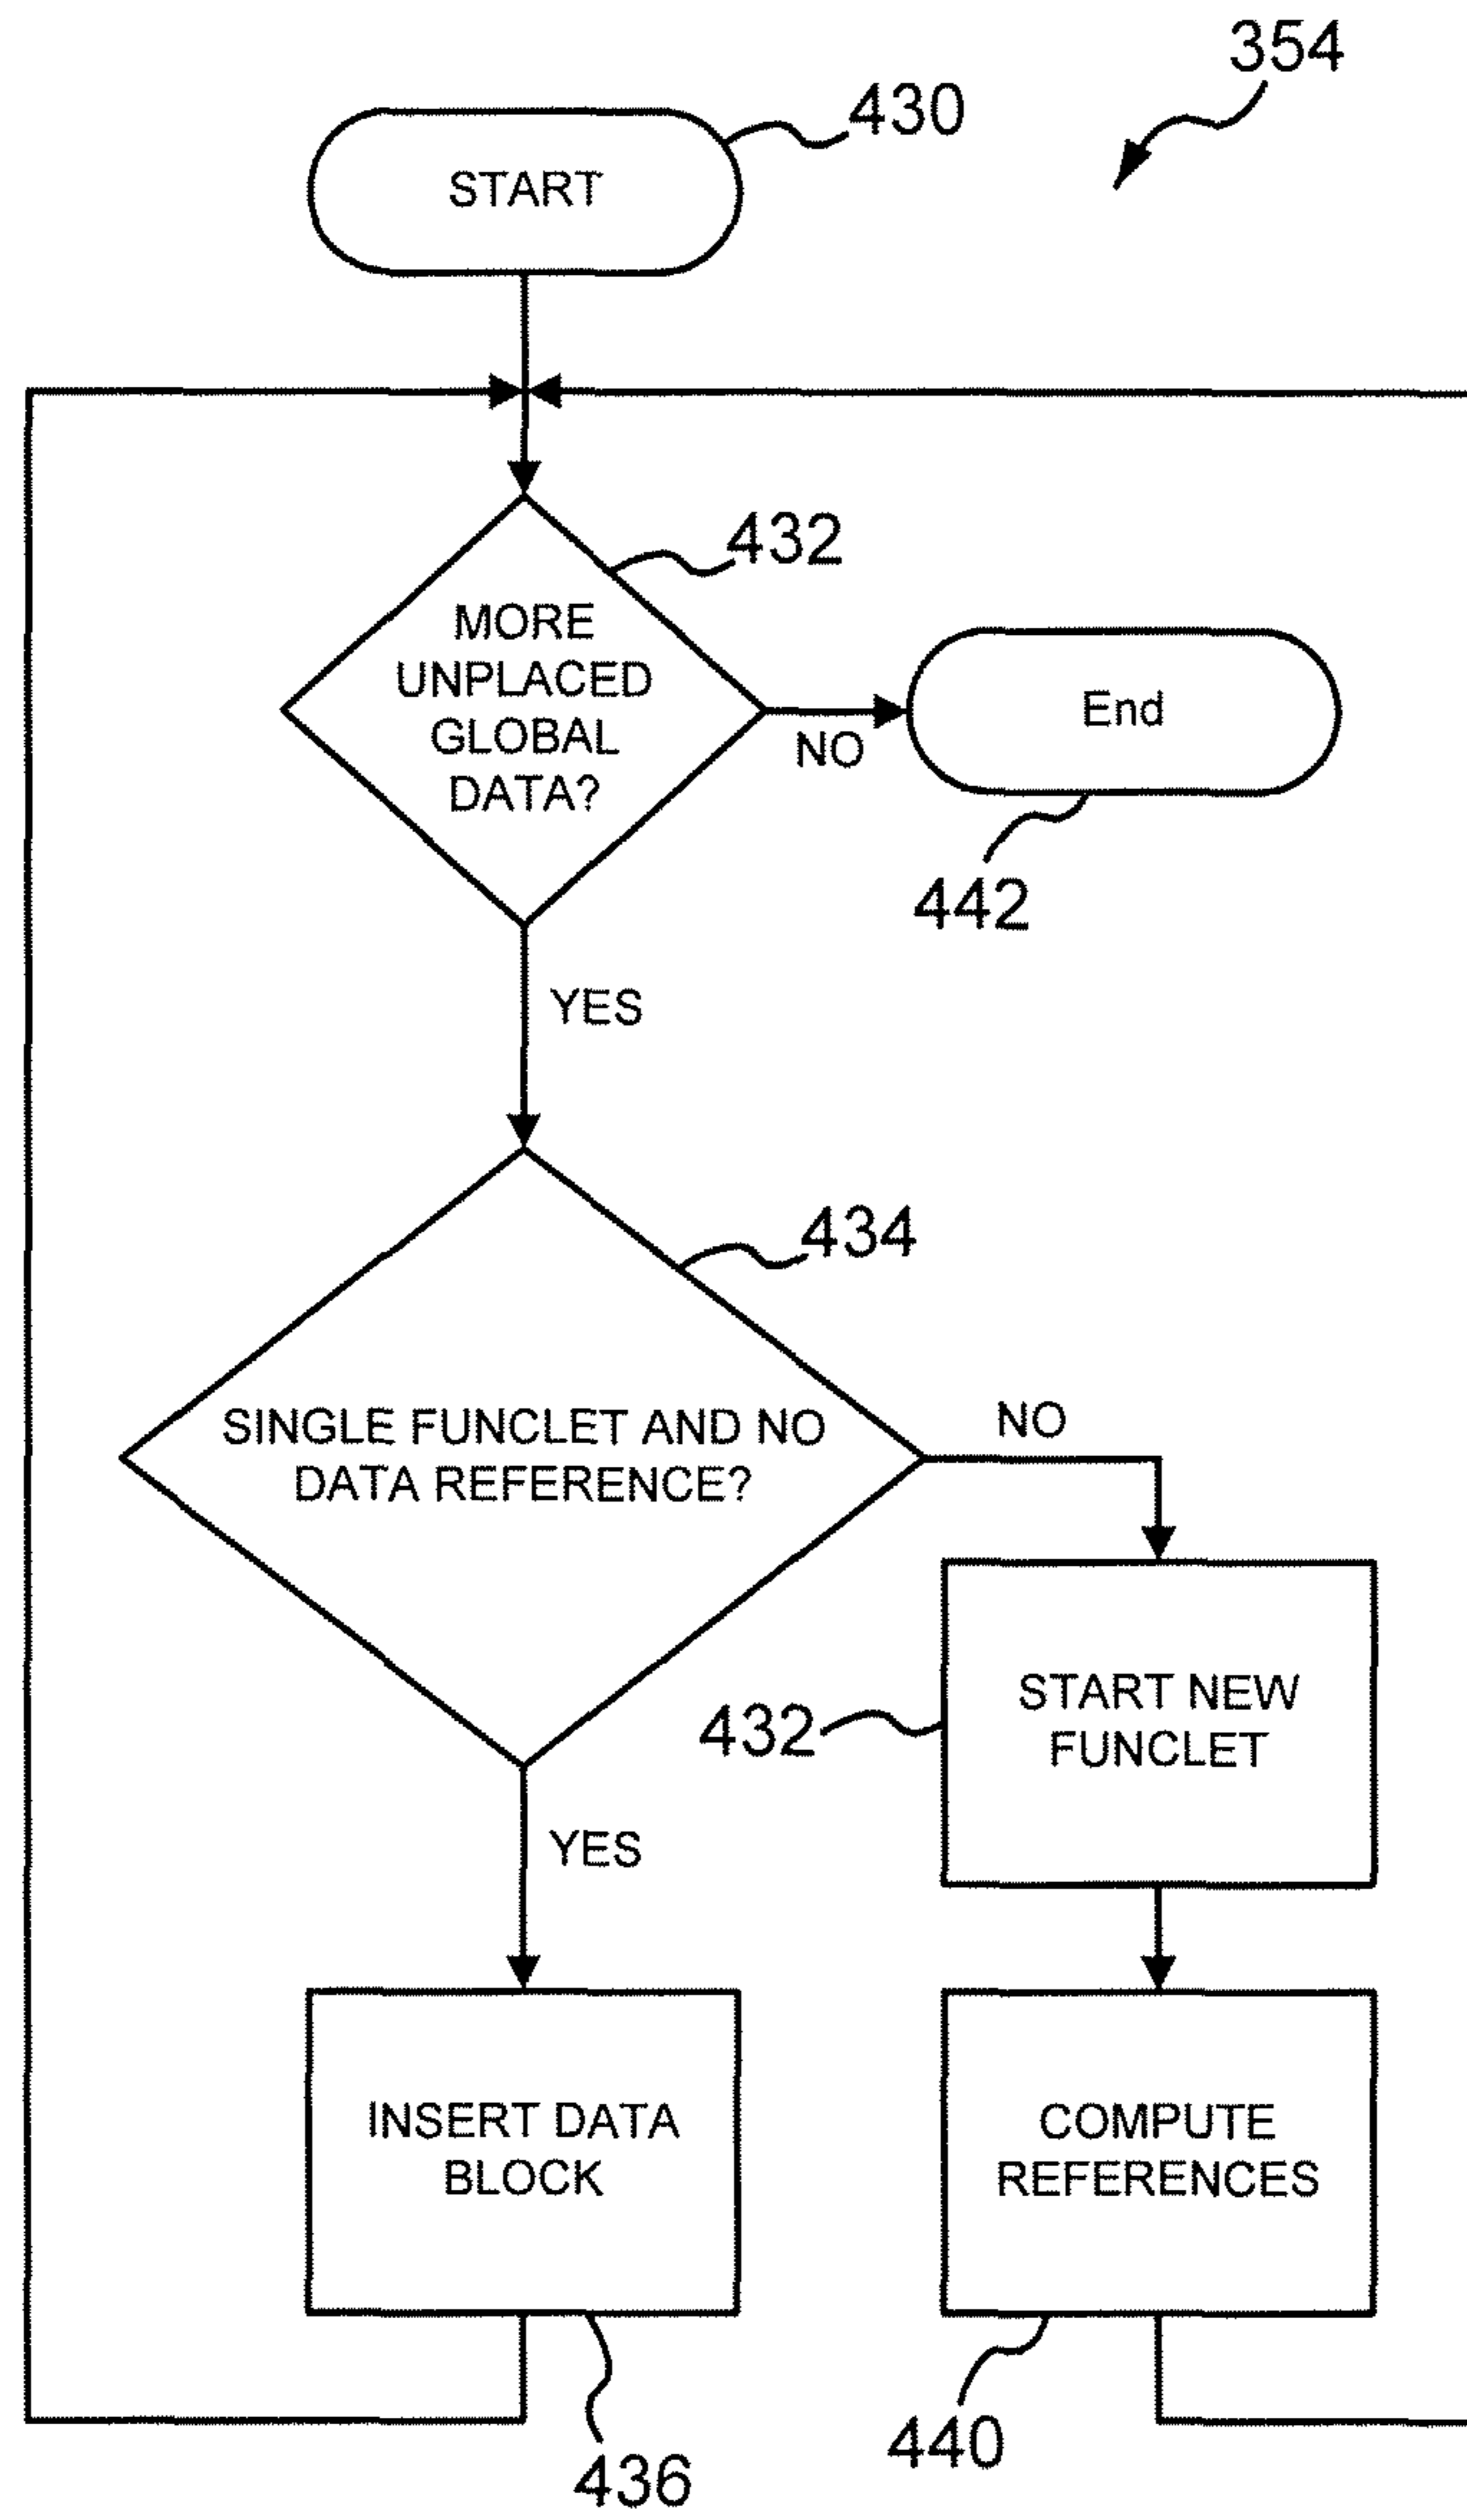 354
430
START
432
MORE
UNPLACED
GLOBAL
DATA?
NO
End
442
YES
434
SINGLE FUNCLET AND NO
DATA REFERENCE?
NO
432
START NEW
FUNCLET
YES
INSERT DATA
BLOCK
COMPUTE
REFERENCES
436
440